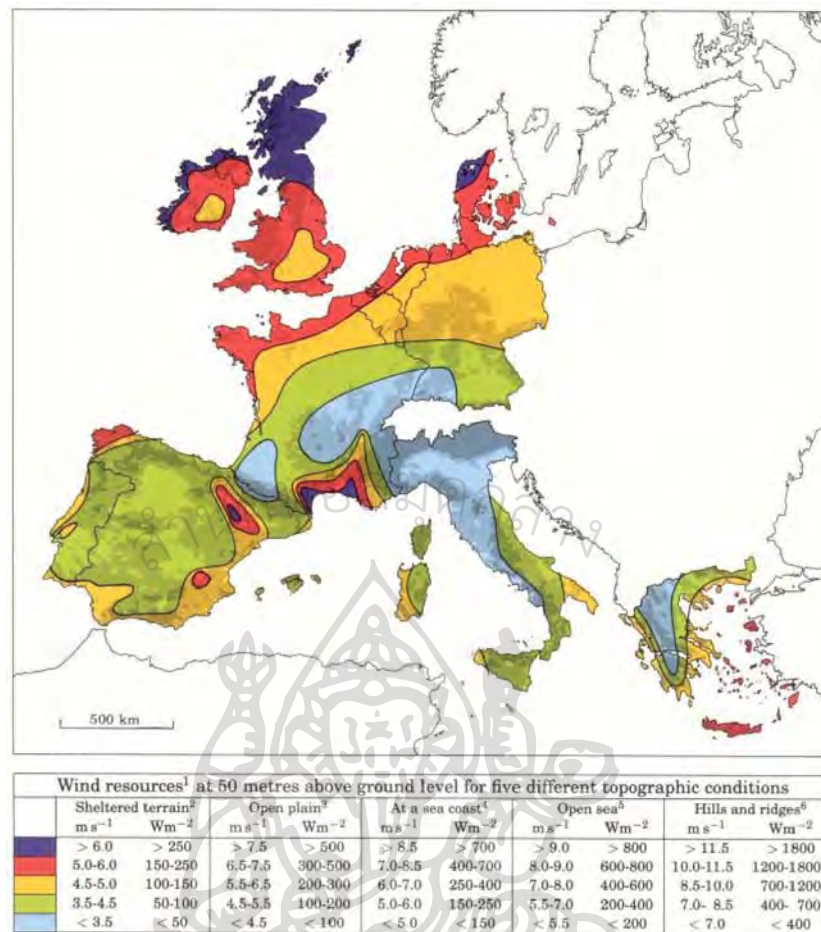 500 km
Wind resources¹ at 50 metres above ground level for five different topographic conditions
Sheltered terrain² Open plain³ At a sea coast⁴ Open sea⁵ Hills and ridges⁶
m s⁻¹ Wm⁻² m s⁻¹ Wm⁻² m s⁻¹ Wm⁻² m s⁻¹ Wm⁻² m s⁻¹ Wm⁻²
> 6.0 > 250 > 7.5 > 500 > 8.5 > 700 > 9.0 > 800 > 11.5 > 1800
5.0-6.0 150-250 6.5-7.5 300-500 7.0-8.5 400-700 8.0-9.0 600-800 10.0-11.5 1200-1800
4.5-5.0 100-150 5.5-6.5 200-300 6.0-7.0 250-400 7.0-8.0 400-600 8.5-10.0 700-1200
3.5-4.5 50-100 4.5-5.5 100-200 5.0-6.0 150-250 5.5-7.0 200-400 7.0- 8.5 400- 700
< 3.5 < 50 < 4.5 < 100 < 5.0 < 150 < 5.5 < 200 < 7.0 < 400